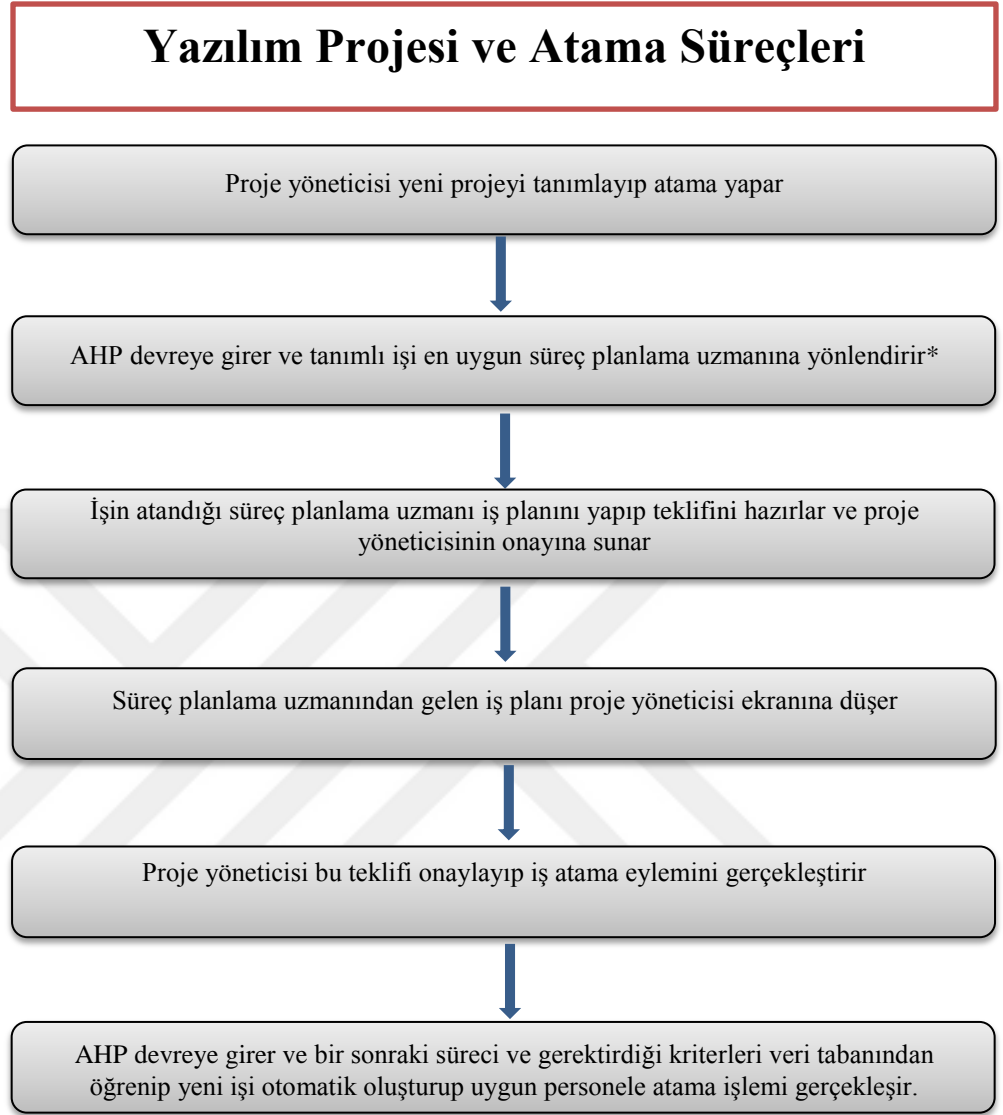 Yazılım Projesi ve Atama Süreçleri
Proje yöneticisi yeni projeyi tanımlayıp atama yapar
AHP devreye girer ve tanımlı işi en uygun süreç planlama uzmanına yönlendirir*
İşin atandığı süreç planlama uzmanı iş planını yapıp teklifini hazırlar ve proje
yöneticisinin onayına sunar
Süreç planlama uzmanından gelen iş planı proje yöneticisi ekranına düşer
Proje yöneticisi bu teklifi onaylayıp iş atama eylemini gerçekleştirir
AHP devreye girer ve bir sonraki süreci ve gerektirdiği kriterleri veri tabanından
öğrenip yeni işi otomatik oluşturup uygun personele atama işlemi gerçekleşir.